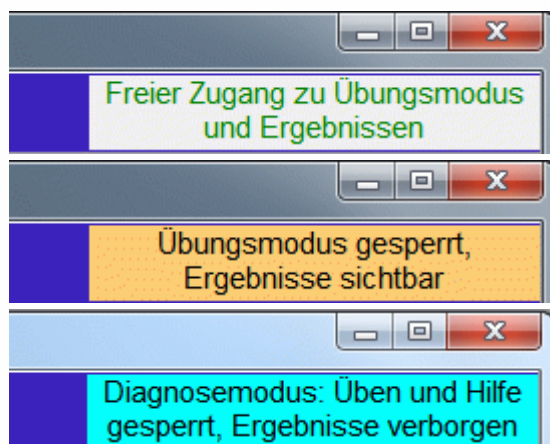 Freier Zugang zu Übungsmodus
und Ergebnissen
Übungsmodus gesperrt,
Ergebnisse sichtbar
Diagnosemodus: Üben und Hilfe
gesperrt, Ergebnisse verborgen